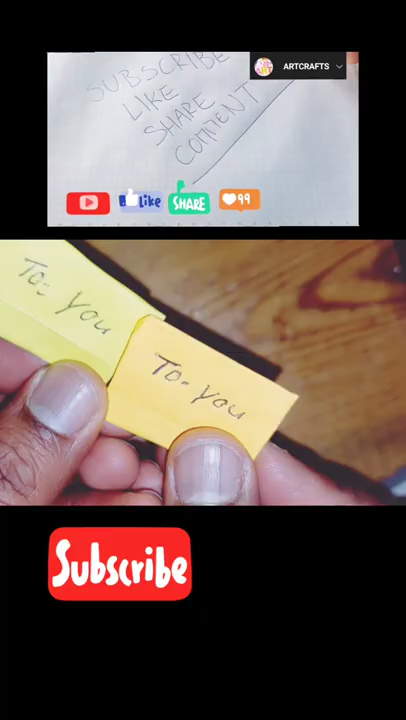 SUBSCRIBE
ARTCRAFTS
LIKE
SHARE
COMMENT
Like
SHARE
99
To:- you
To- you
Subscribe